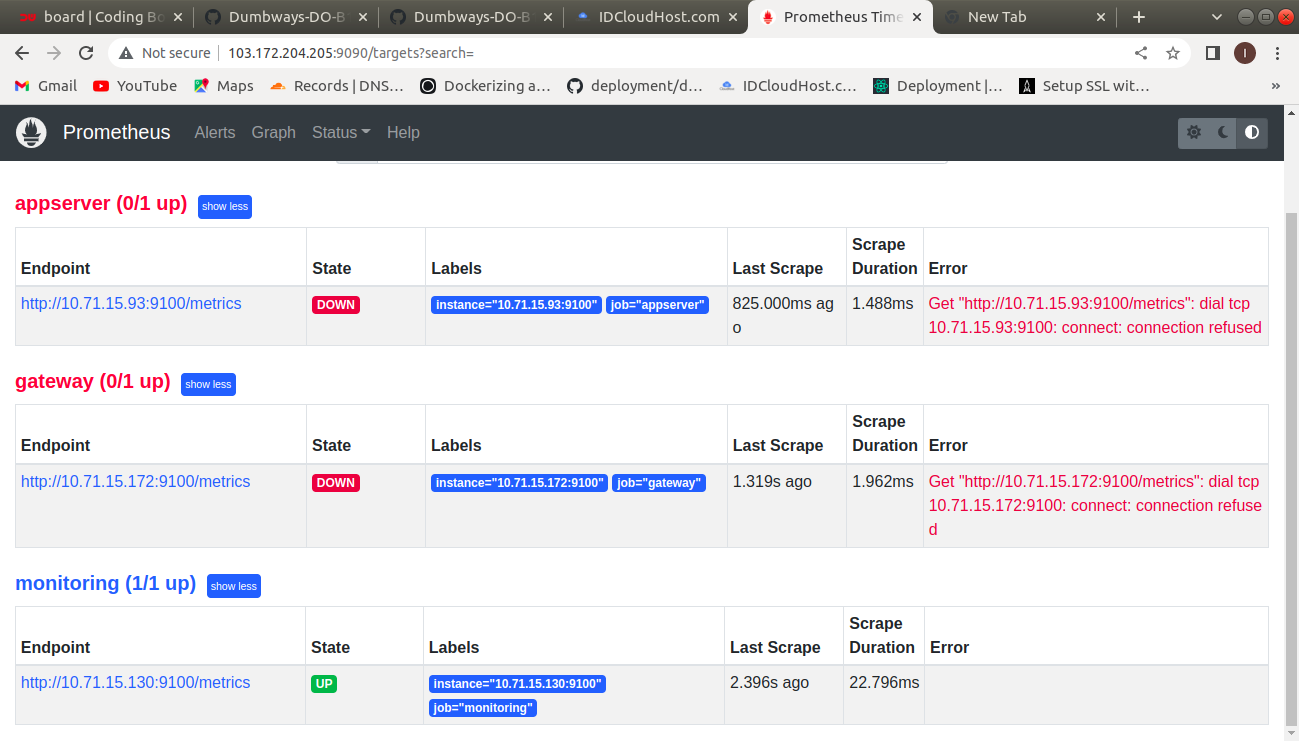 board | Coding Bo
Dumbways-DO-B
Dumbways-DO-B
IDCloudHost.com
Prometheus Time
New Tab
Not secure
103.172.204.205:9090/targets?search=
I
Gmail
YouTube
Maps
Records | DNS…
Dockerizing a…
deployment/d…
IDCloudHost.c…
Deployment |…
Setup SSL wit…
»
Prometheus
Alerts
Graph
Status
Help
appserver (0/1 up)
show less
Endpoint
State
Labels
Last Scrape
Scrape
Duration
Error
http://10.71.15.93:9100/metrics
DOWN
instance="10.71.15.93:9100"
job="appserver"
825.000ms ag
o
1.488ms
Get "http://10.71.15.93:9100/metrics": dial tcp
10.71.15.93:9100: connect: connection refused
gateway (0/1 up)
show less
Endpoint
State
Labels
Last Scrape
Scrape
Duration
Error
http://10.71.15.172:9100/metrics
DOWN
instance="10.71.15.172:9100"
job="gateway"
1.319s ago
1.962ms
Get "http://10.71.15.172:9100/metrics": dial tcp
10.71.15.172:9100: connect: connection refuse
d
monitoring (1/1 up)
show less
Endpoint
State
Labels
Last Scrape
Scrape
Duration
Error
http://10.71.15.130:9100/metrics
UP
instance="10.71.15.130:9100"
job="monitoring"
2.396s ago
22.796ms